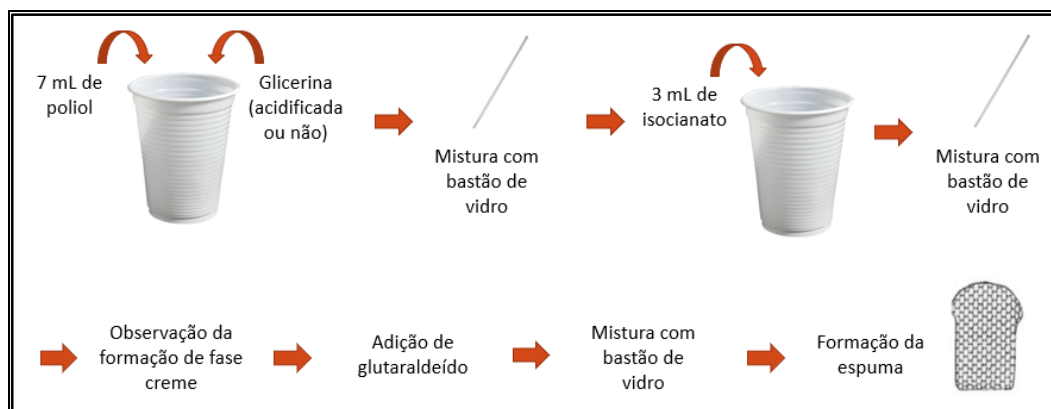 7 mL de
poliol
Glicerina
(acidificada
ou não)
Mistura com
bastão de
vidro
3 mL de
isocianato
Mistura com
bastão de
vidro
Observação da
formação de fase
creme
Adição de
glutaraldeído
Mistura com
bastão de
vidro
Formação da
espuma